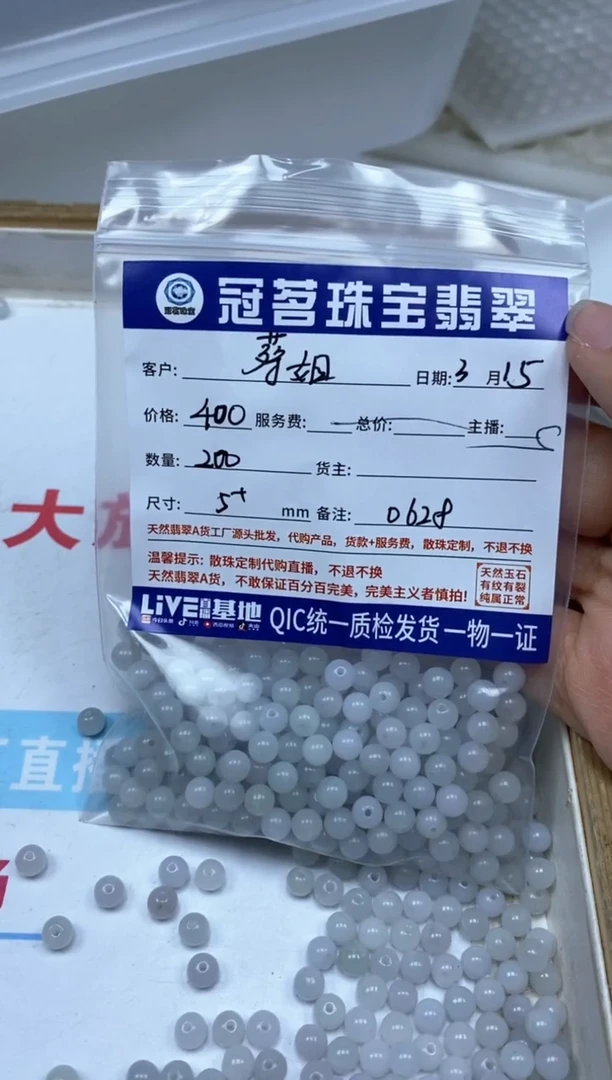 冠茗珠宝翡翠
客户: 芽姐 日期: 3 月 15
价格: 400 服务费: 总价: 主播:
数量: 200 货主:
尺寸: 5+ mm 备注: 0628
天然翡翠A货工厂源头批发，代购产品，货款+服务费，散珠定制，不退不换
温馨提示: 散珠定制代购直播，不退不换
天然翡翠A货，不敢保证百分百完美，完美主义者慎拍!
天然玉石
有纹有裂
纯属正常
LiVE直播基地 QIC统一质检发货 一物一证
大
直播